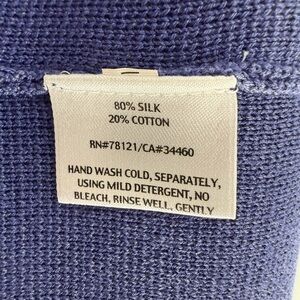 80% SILK
20% COTTON
RN#78121/CA#34460
HAND WASH COLD, SEPARATELY,
USING MILD DETERGENT, NO
BLEACH, RINSE WELL, GENTLY